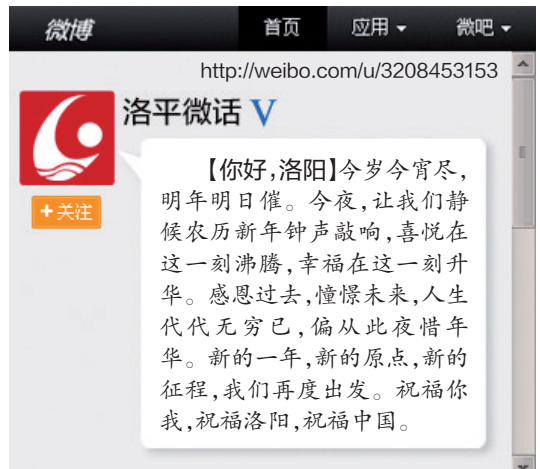 微博 首页 应用 微吧
http://weibo.com/u/3208453153
洛平微话 V
+关注
【你好,洛阳】今岁今宵尽,
明年明日催。今夜,让我们静
候农历新年钟声敲响,喜悦在
这一刻沸腾,幸福在这一刻升
华。感恩过去,憧憬未来,人生
代代无穷已,偏从此夜惜年
华。新的一年,新的原点,新的
征程,我们再度出发。祝福你
我,祝福洛阳,祝福中国。